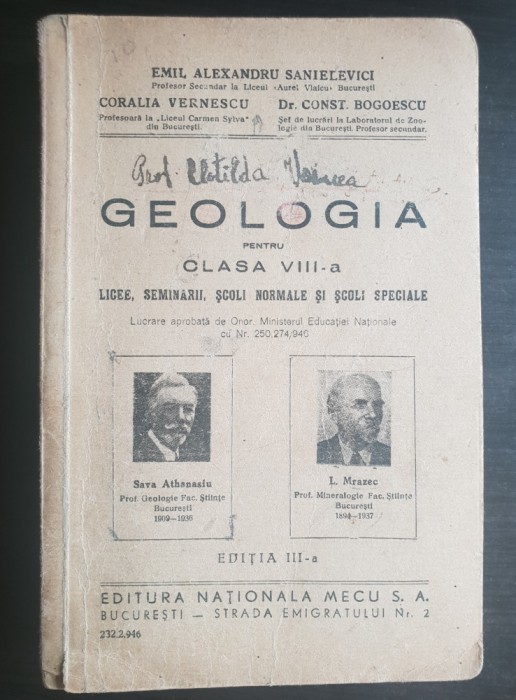 EMIL ALEXANDRU SANIELEVICI
Profesor Secundar la Liceul «Aurel Vlaicu» București
CORALIA VERNESCU
Profesoară la „Liceul Carmen Sylva“
din București.
Dr. CONST. BOGOESCU
Șef de lucrări la Laboratorul de Zoo-
logie din București. Profesor secundar.
Prof. Clotilda Voincea
GEOLOGIA
PENTRU
CLASA VIII-a
LICEE, SEMINARII, ȘCOLI NORMALE ȘI ȘCOLI SPECIALE
Lucrare aprobată de Onor. Ministerul Educației Naționale
cu Nr. 250.274/946
Sava Athanasiu
Prof. Geologie Fac. Științe
București
1909—1936
L. Mrazec
Prof. Mineralogie Fac. Științe
București
1894—1937
EDIȚIA III-a
EDITURA NAȚIONALA MECU S. A.
BUCUREȘTI — STRADA EMIGRATULUI Nr. 2
232.2.946